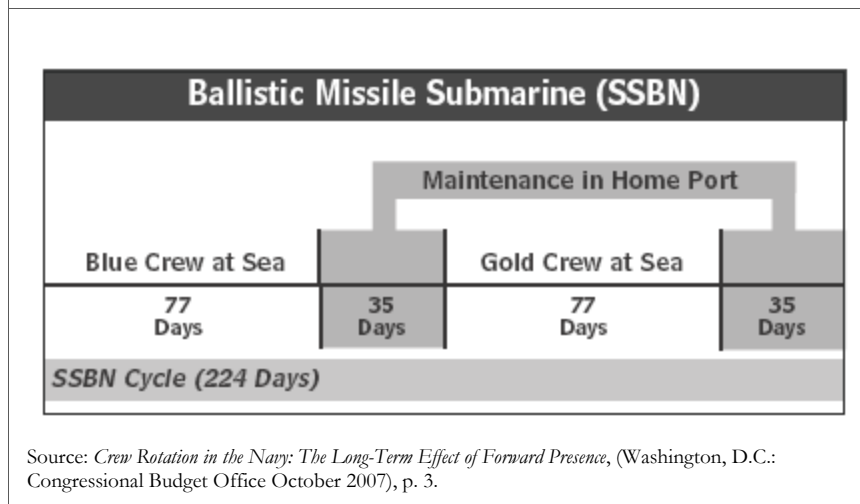 Ballistic Missile Submarine (SSBN)
Maintenance in Home Port
Blue Crew at Sea
Gold Crew at Sea
77
Days
35
Days
77
Days
35
Days
SSBN Cycle (224 Days)
Source: Crew Rotation in the Navy: The Long-Term Effect of Forward Presence, (Washington, D.C.:
Congressional Budget Office October 2007), p. 3.